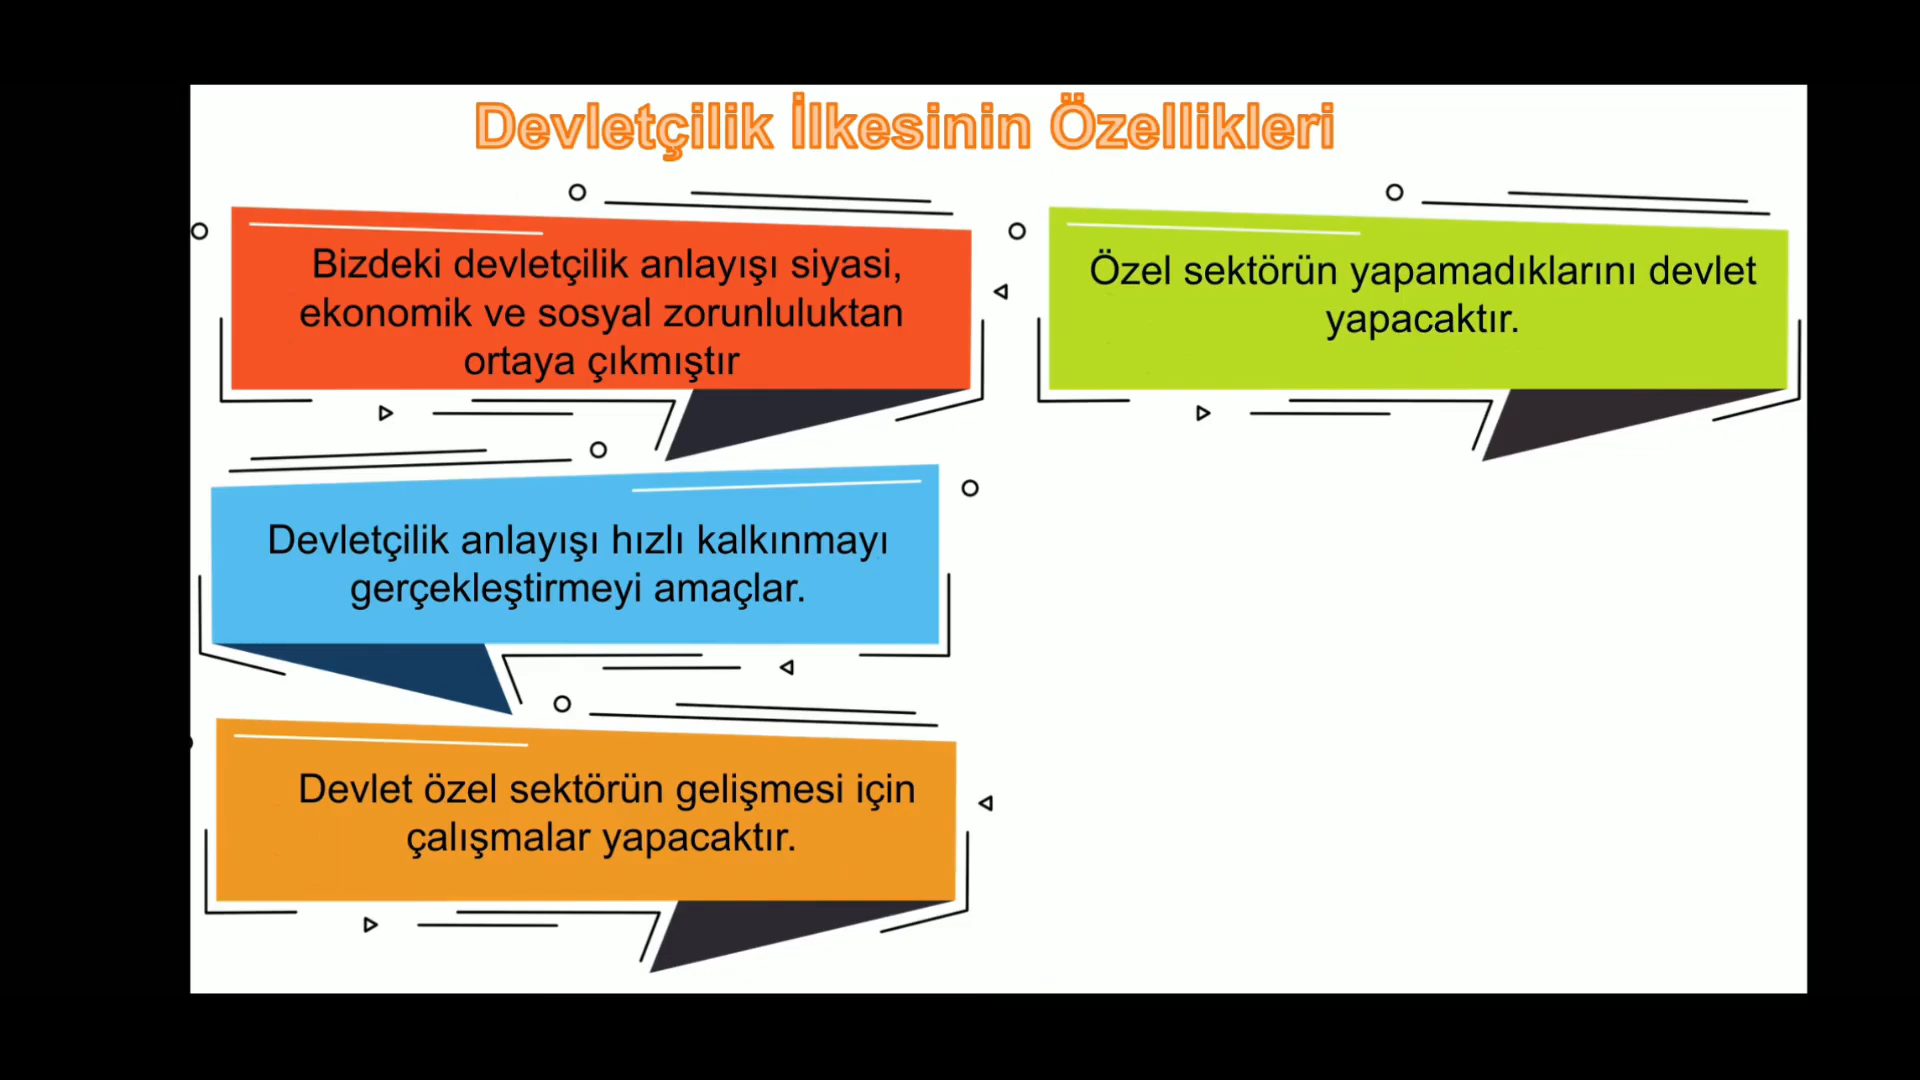 Devletçilik İlkesinin Özellikleri
Bizdeki devletçilik anlayışı siyasi,
ekonomik ve sosyal zorunluluktan
ortaya çıkmıştır
Özel sektörün yapamadıklarını devlet
yapacaktır.
Devletçilik anlayışı hızlı kalkınmayı
gerçekleştirmeyi amaçlar.
Devlet özel sektörün gelişmesi için
çalışmalar yapacaktır.